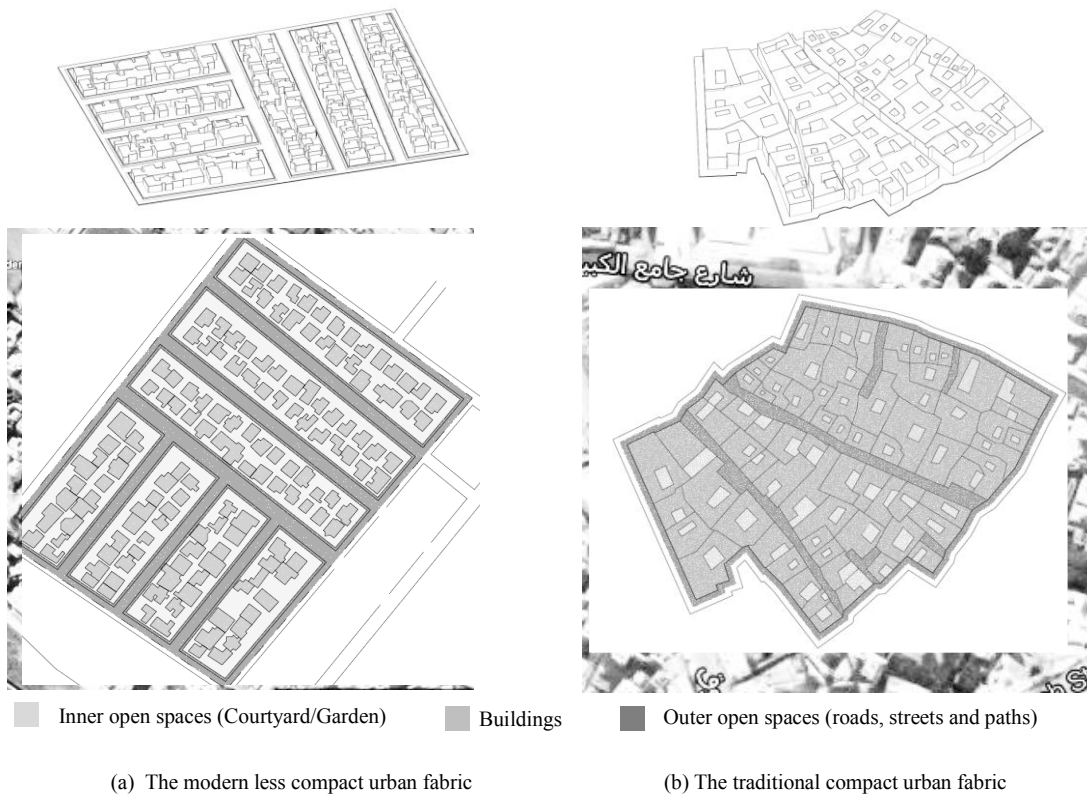 شارع جامع الكبي
Inner open spaces (Courtyard/Garden)
Buildings
Outer open spaces (roads, streets and paths)
(a) The modern less compact urban fabric
(b) The traditional compact urban fabric